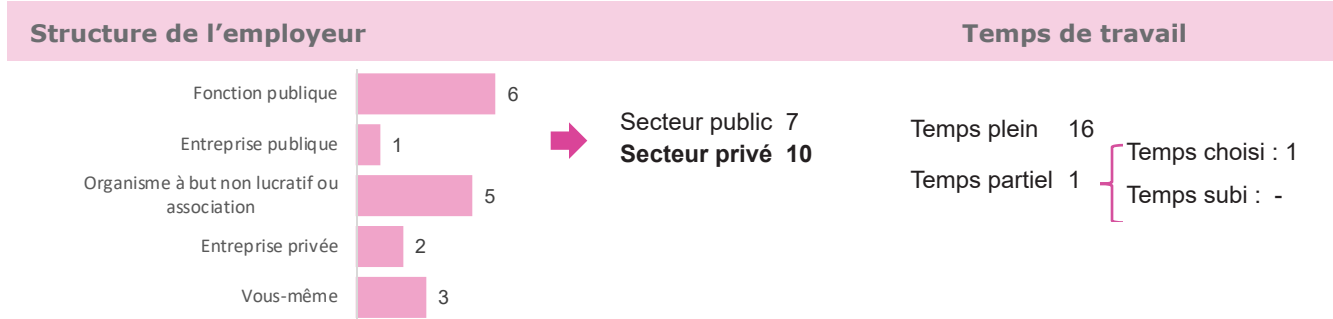 Structure de l’employeur
Temps de travail
Fonction publique
6
Entreprise publique
1
Organisme à but non lucratif ou
association
5
Entreprise privée
2
Vous-même
3
Secteur public 7
Secteur privé 10
Temps plein 16
Temps partiel 1
Temps choisi : 1
Temps subi : -